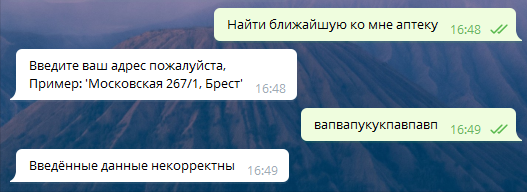 Найти ближайшую ко мне аптеку
16:48
Введите ваш адрес пожалуйста,
Пример: 'Московская 267/1, Брест'
16:48
вапвапукукпавпавп
16:49
Введённые данные некорректны
16:49